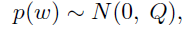 p(w) ∼ N(0, Q),